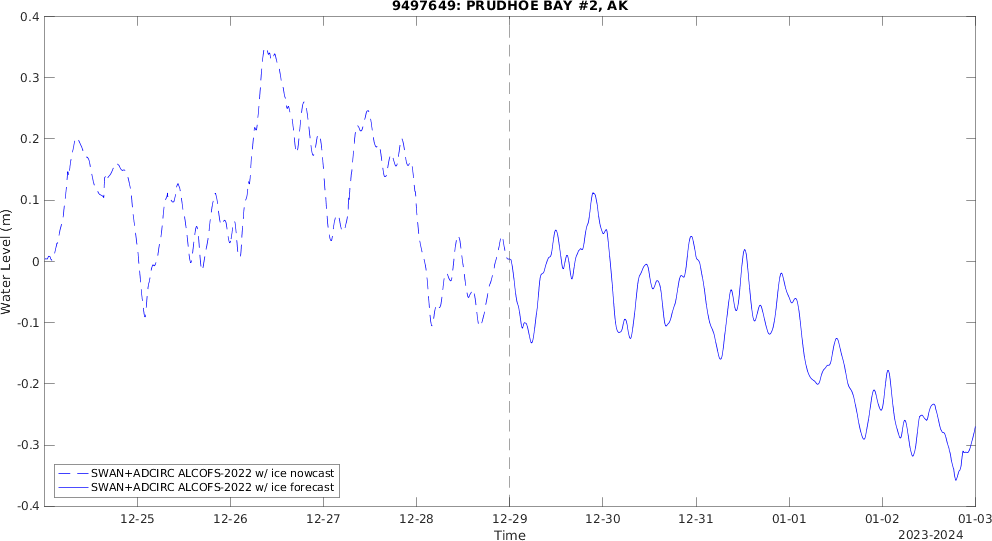 9497649: PRUDHOE BAY #2, AK
Water Level (m)
0.4
0.3
0.2
0.1
0
-0.1
-0.2
-0.3
-0.4
SWAN+ADCIRC ALCOFS-2022 w/ ice nowcast
SWAN+ADCIRC ALCOFS-2022 w/ ice forecast
12-25 12-26 12-27 12-28 12-29 12-30 12-31 01-01 01-02 01-03
Time
2023-2024